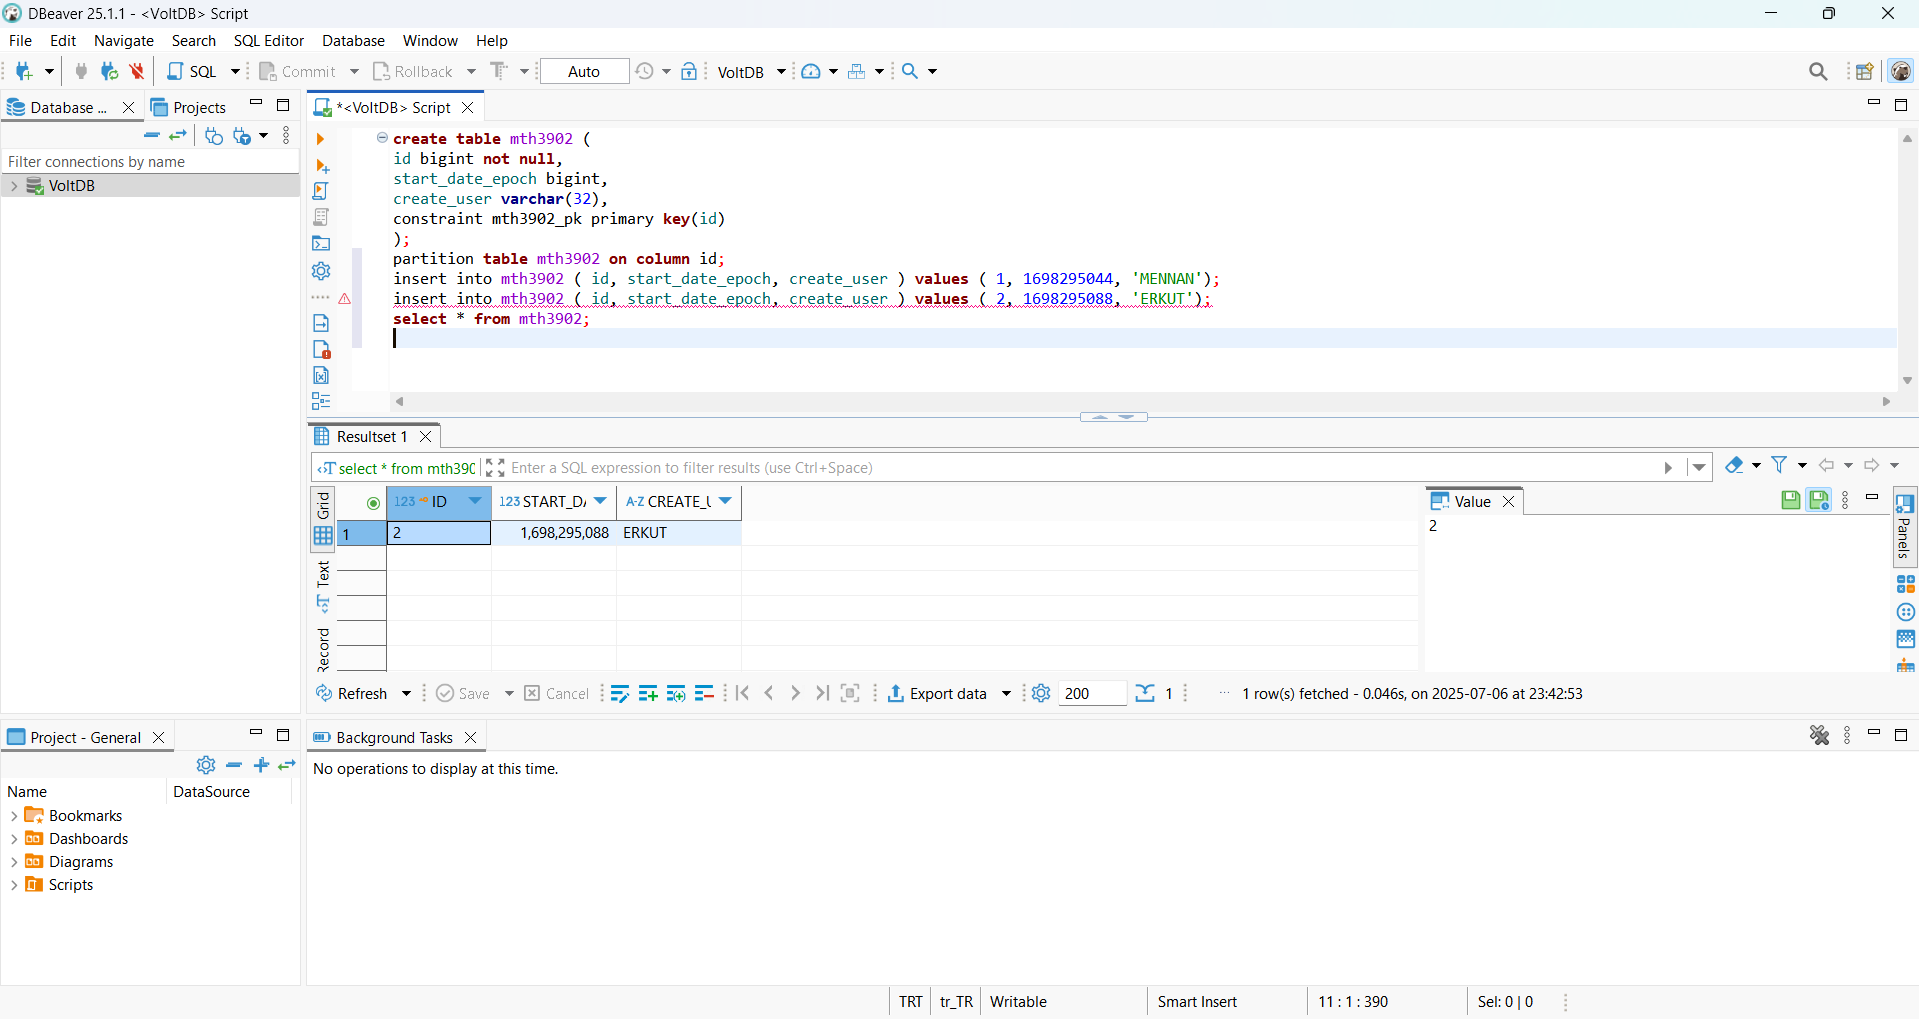 DBeaver 25.1.1 - <VoltDB> Script
File Edit Navigate Search SQL Editor Database Window Help
SQL Commit Rollback Auto VoltDB
Database ... Projects
Filter connections by name
VoltDB
*<VoltDB> Script
create table mth3902 (
id bigint not null,
start_date_epoch bigint,
create_user varchar(32),
constraint mth3902_pk primary key(id)
);
partition table mth3902 on column id;
insert into mth3902 ( id, start_date_epoch, create_user ) values ( 1, 1698295044, 'MENNAN');
insert into mth3902 ( id, start_date_epoch, create_user ) values ( 2, 1698295088, 'ERKUT');
select * from mth3902;
Resultset 1
select * from mth390 Enter a SQL expression to filter results (use Ctrl+Space)
Grid
Text
Record
123 ID 123 START_DA A-Z CREATE_U
1 2 1,698,295,088 ERKUT
Value
2
Panels
Refresh Save Cancel Export data 200 1 ... 1 row(s) fetched - 0.046s, on 2025-07-06 at 23:42:53
Project - General
Name DataSource
Bookmarks
Dashboards
Diagrams
Scripts
Background Tasks
No operations to display at this time.
TRT tr_TR Writable Smart Insert 11 : 1 : 390 Sel: 0 | 0